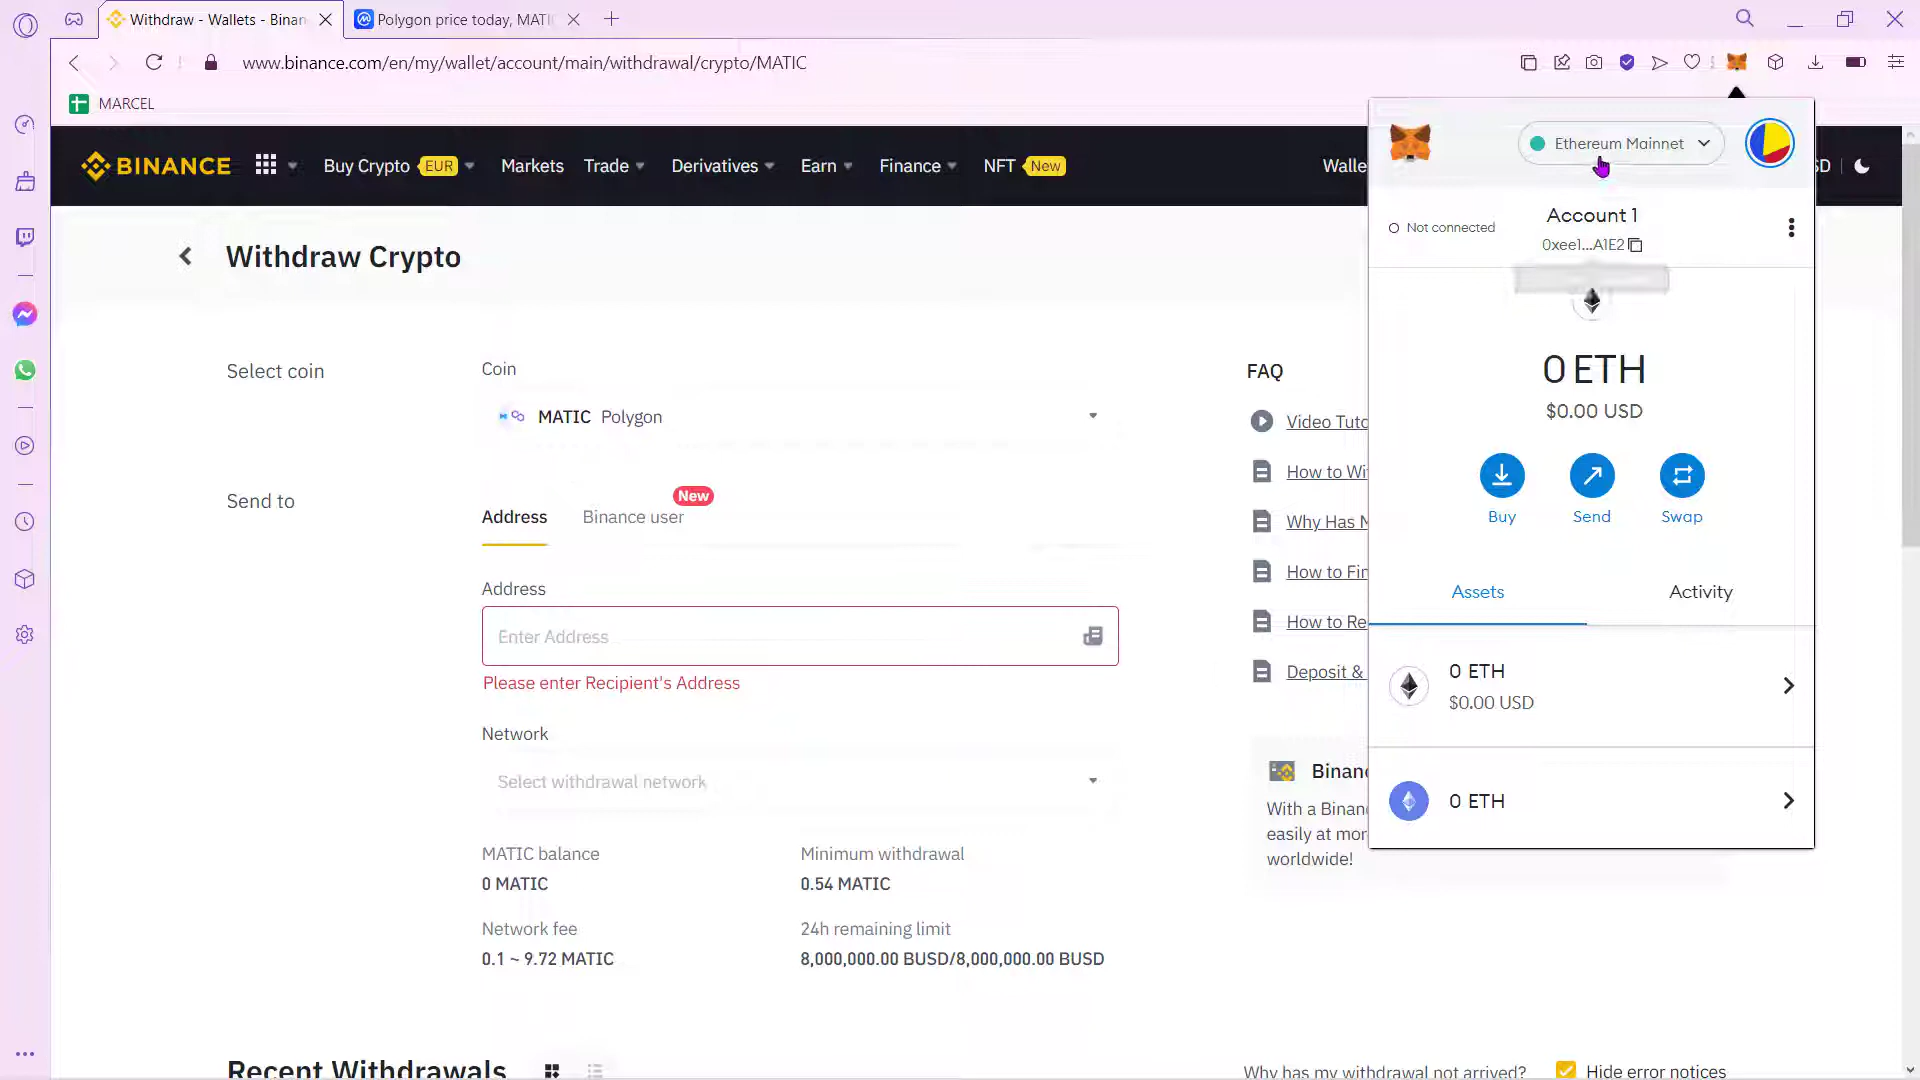 Withdraw - Wallets - Binan
Polygon price today, MATI
www.binance.com/en/my/wallet/account/main/withdrawal/crypto/MATIC
MARCEL
BINANCE
Buy Crypto EUR
Markets
Trade
Derivatives
Earn
Finance
NFT New
Walle
SD
Withdraw Crypto
Select coin
Coin
MATIC Polygon
Send to
Address
Binance user
New
Address
Enter Address
Please enter Recipient's Address
Network
Select withdrawal network
MATIC balance
0 MATIC
Minimum withdrawal
0.54 MATIC
Network fee
0.1 ~ 9.72 MATIC
24h remaining limit
8,000,000.00 BUSD/8,000,000.00 BUSD
FAQ
Video Tuto
How to Wi
Why Has M
How to Fin
How to Re
Deposit &
Binanc
With a Binan
easily at mor
worldwide!
Ethereum Mainnet
Not connected
Account 1
0xee1...A1E2
0 ETH
$0.00 USD
Buy
Send
Swap
Assets
Activity
0 ETH
$0.00 USD
0 ETH
Recent Withdrawals
Why has my withdrawal not arrived?
Hide error notices